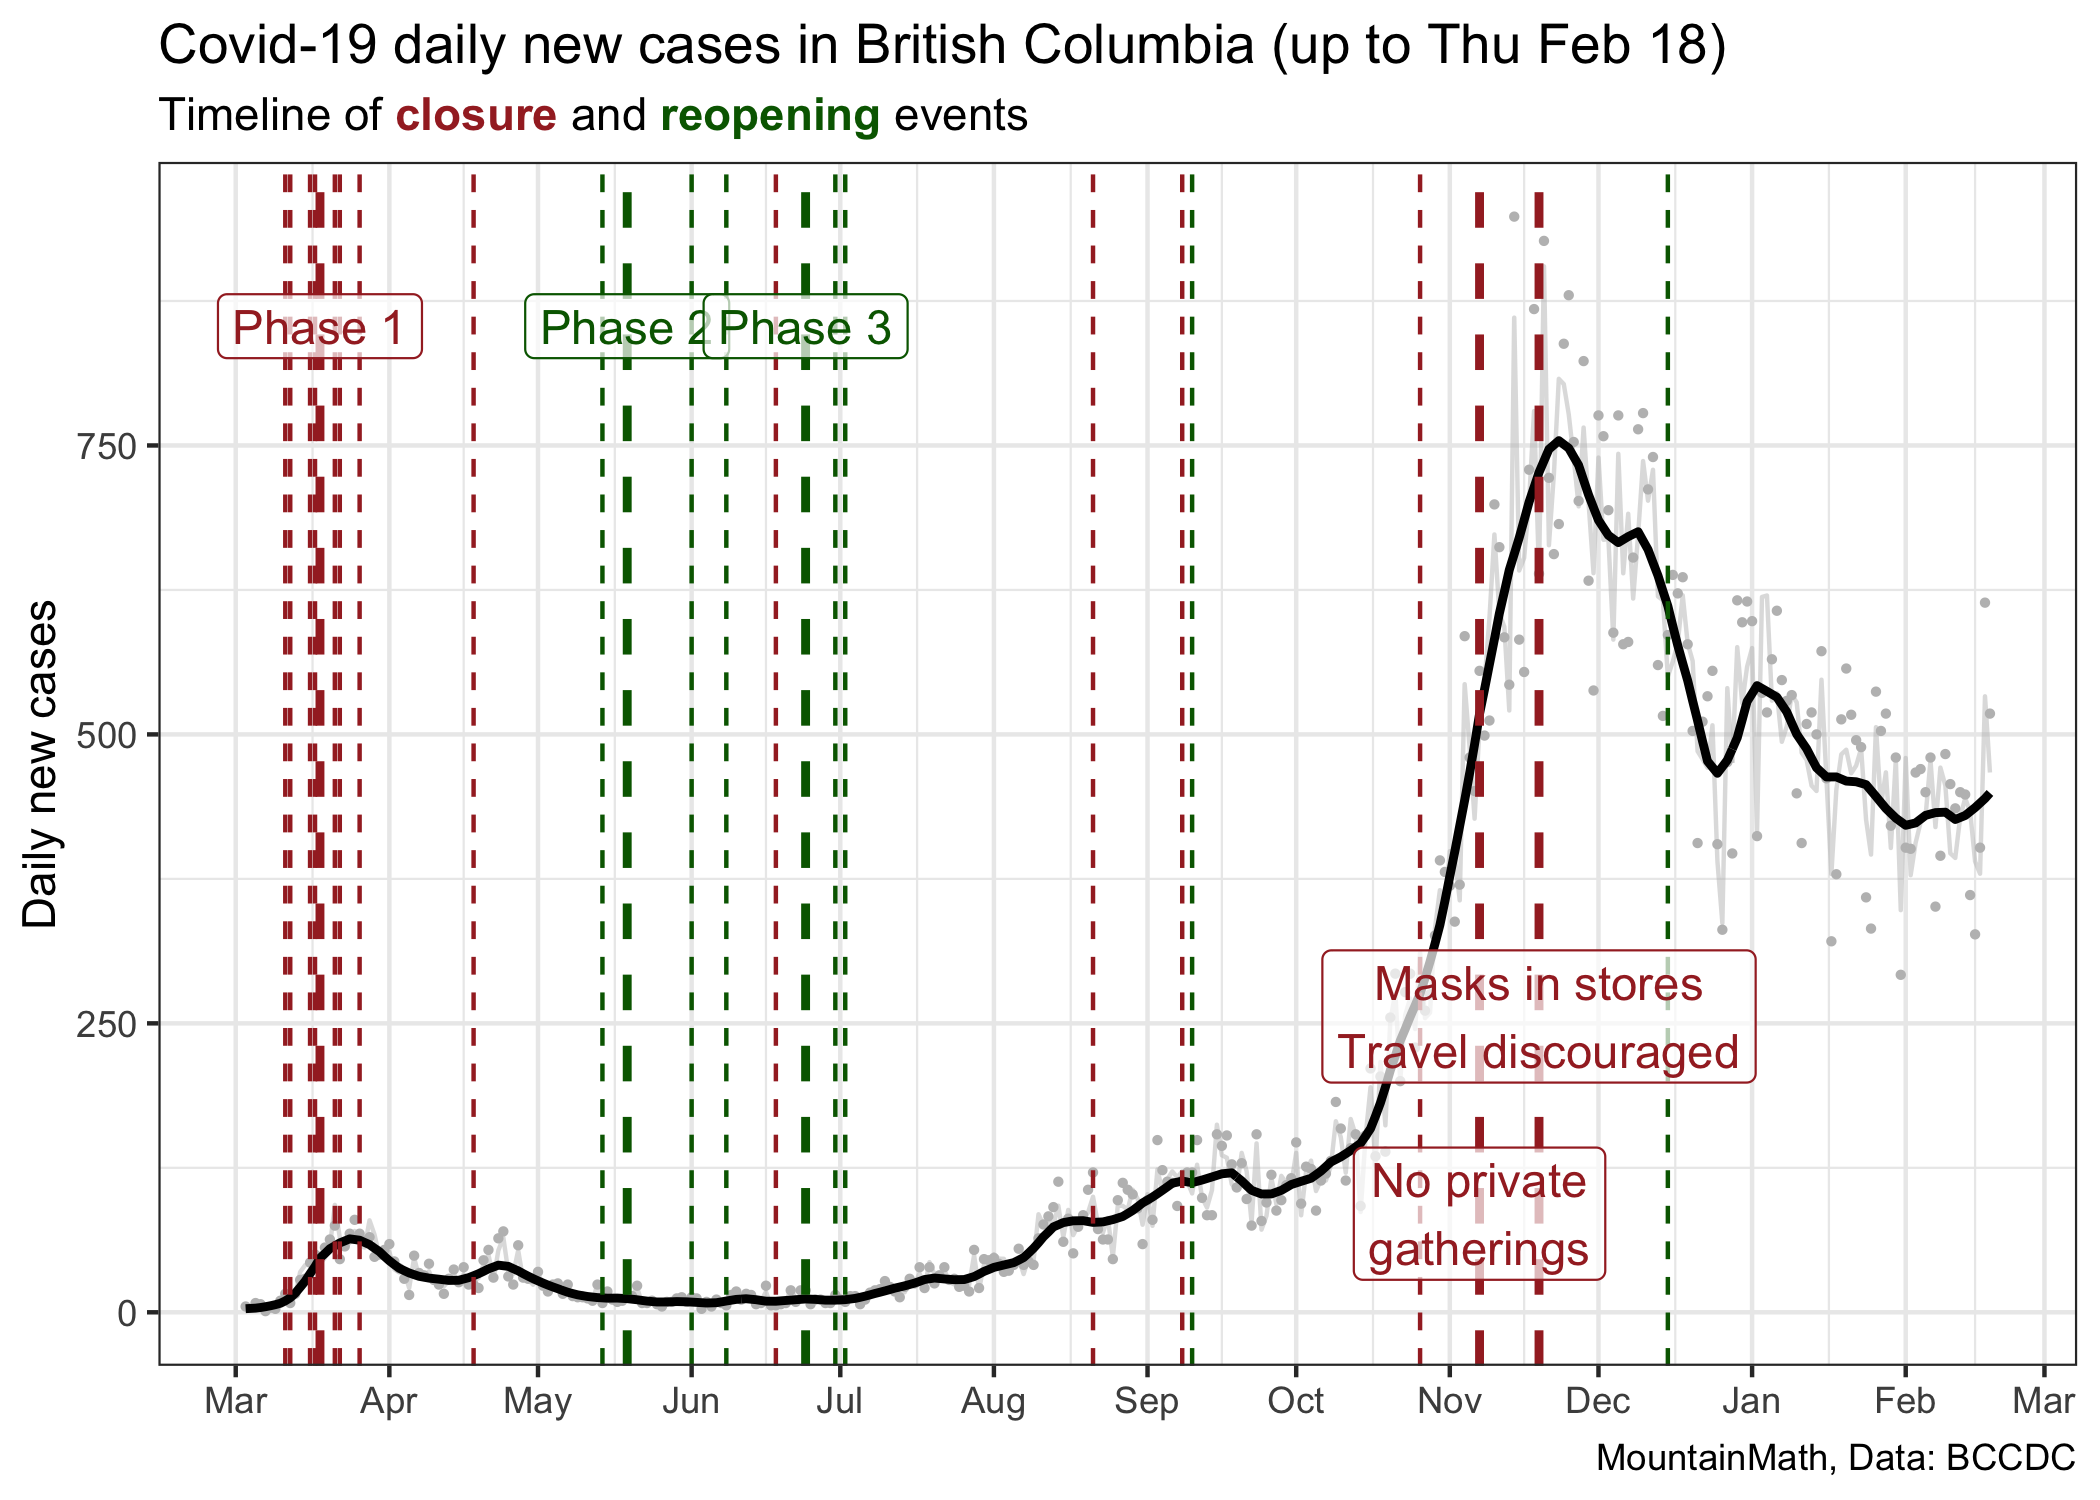 Covid-19 daily new cases in British Columbia (up to Thu Feb 18)
Timeline of closure and reopening events
Phase 1
Phase 2
Phase 3
Masks in stores
Travel discouraged
No private
gatherings
Daily new cases
750
500
250
0
Mar Apr May Jun Jul Aug Sep Oct Nov Dec Jan Feb Mar
MountainMath, Data: BCCDC